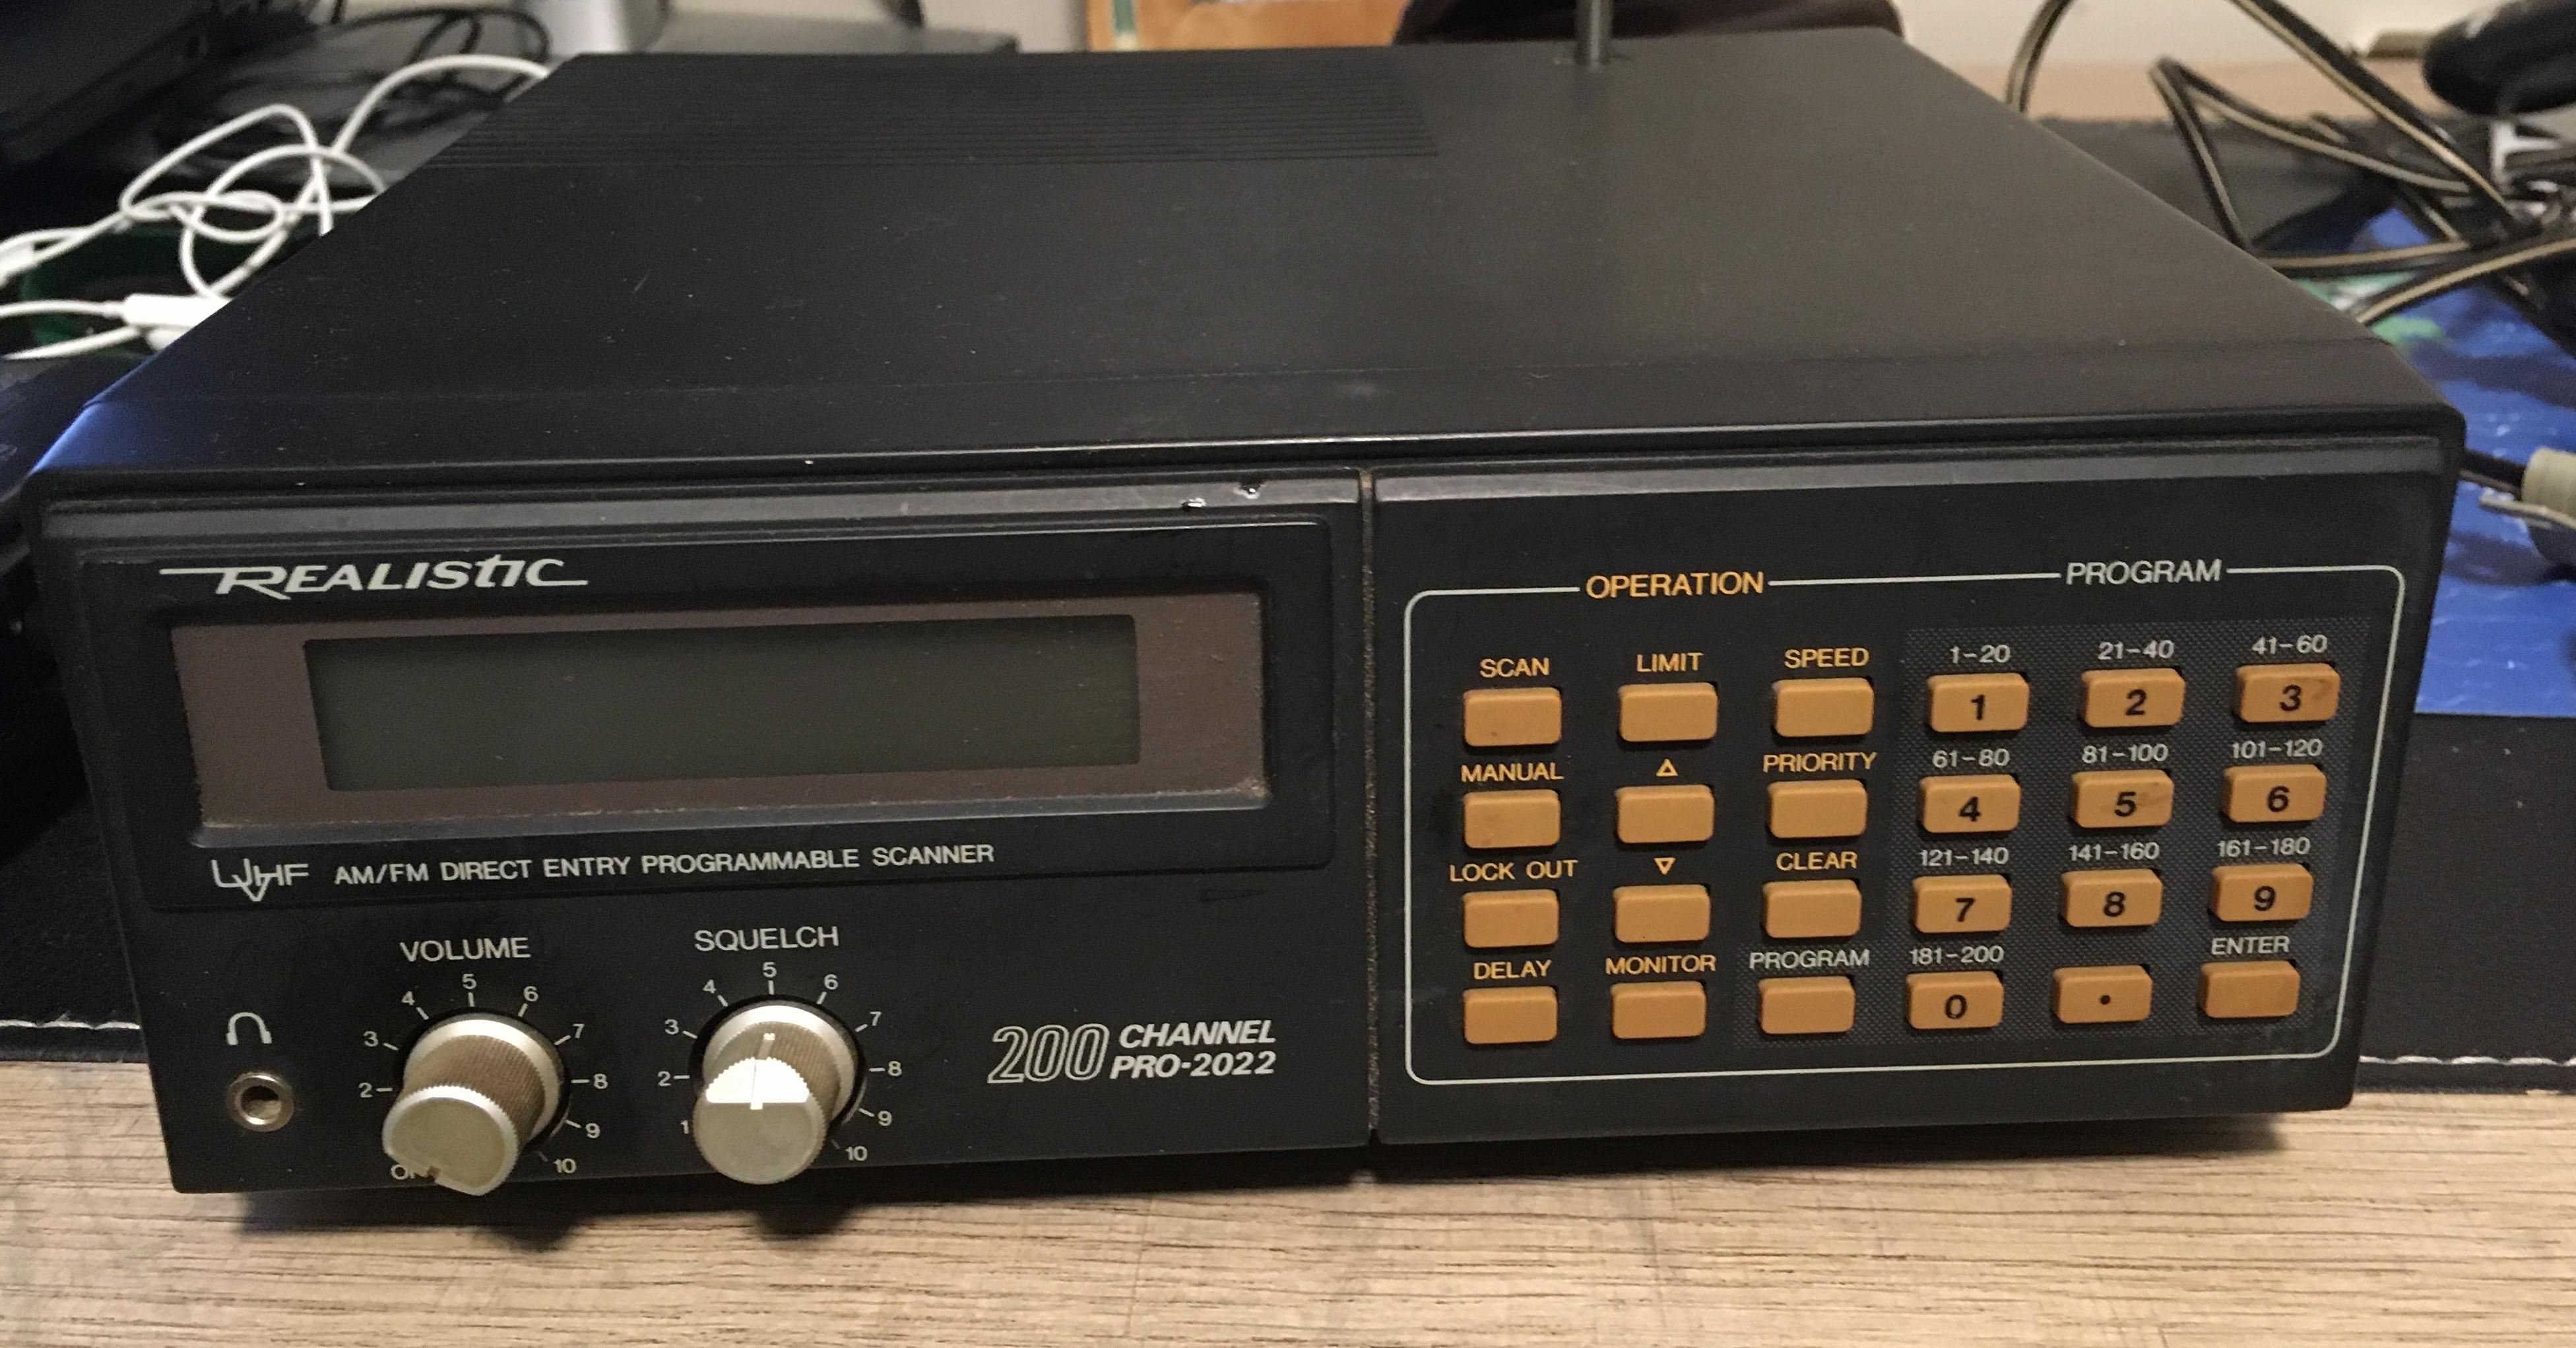 REALISTIC
UVHF AM/FM DIRECT ENTRY PROGRAMMABLE SCANNER
VOLUME
2 3 4 5 6 7 8 9 10
SQUELCH
1 2 3 4 5 6 7 8 9 10
200 CHANNEL
PRO-2022
OPERATION PROGRAM
SCAN LIMIT SPEED 1-20 21-40 41-60
1 2 3
MANUAL △ PRIORITY 61-80 81-100 101-120
4 5 6
LOCK OUT ▽ CLEAR 121-140 141-160 161-180
7 8 9
DELAY MONITOR PROGRAM 181-200 ENTER
0 •